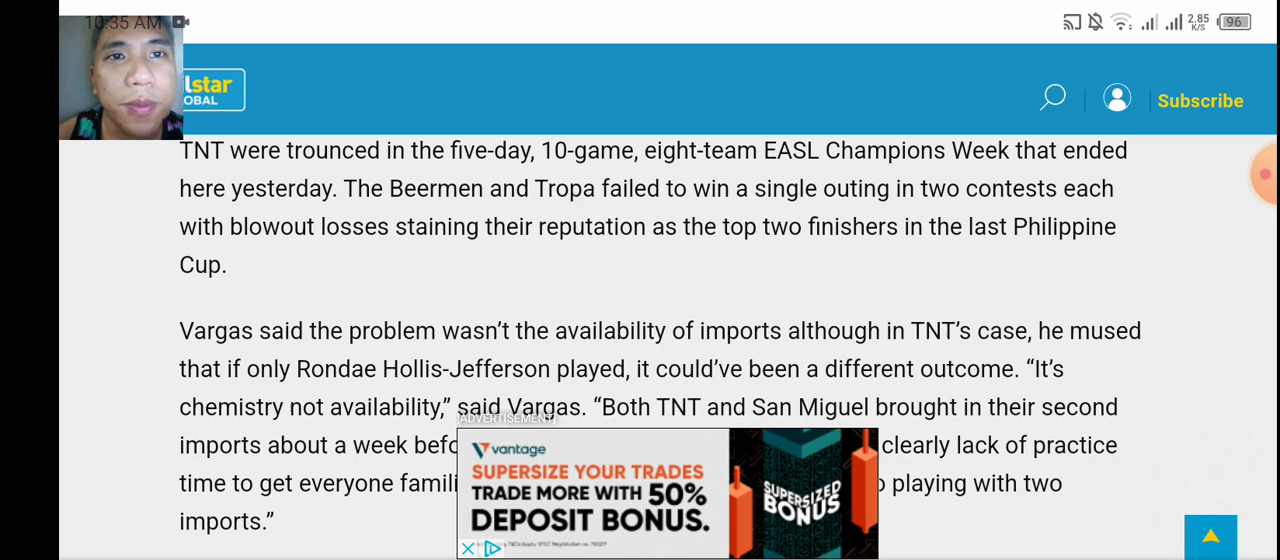 10:35 AM
2.85
K/S
96
lstar
OBAL
Subscribe
TNT were trounced in the five-day, 10-game, eight-team EASL Champions Week that ended
here yesterday. The Beermen and Tropa failed to win a single outing in two contests each
with blowout losses staining their reputation as the top two finishers in the last Philippine
Cup.
Vargas said the problem wasn’t the availability of imports although in TNT’s case, he mused
that if only Rondae Hollis-Jefferson played, it could’ve been a different outcome. “It’s
chemistry not availability,” said Vargas. “Both TNT and San Miguel brought in their second
ADVERTISEMENT
imports about a week befo clearly lack of practice
time to get everyone famili playing with two
imports.”
vantage
SUPERSIZE YOUR TRADES
TRADE MORE WITH 50%
DEPOSIT BONUS.
SUPERSIZED
BONUS